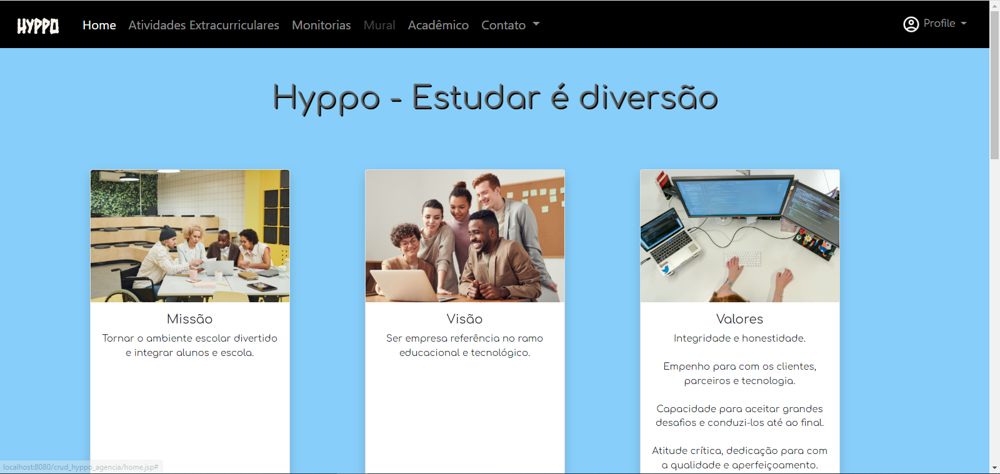 HYPPO Home Atividades Extracurriculares Monitorias Mural Acadêmico Contato Profile
Hyppo - Estudar é diversão
Missão
Tornar o ambiente escolar divertido
e integrar alunos e escola.
Visão
Ser empresa referência no ramo
educacional e tecnológico.
Valores
Integridade e honestidade.
Empenho para com os clientes,
parceiros e tecnologia.
Capacidade para aceitar grandes
desafios e conduzi-los até ao final.
Atitude crítica, dedicação para com
a qualidade e aperfeiçoamento.
localhost:8080/crud_hyppo_agencia/home.jsp#